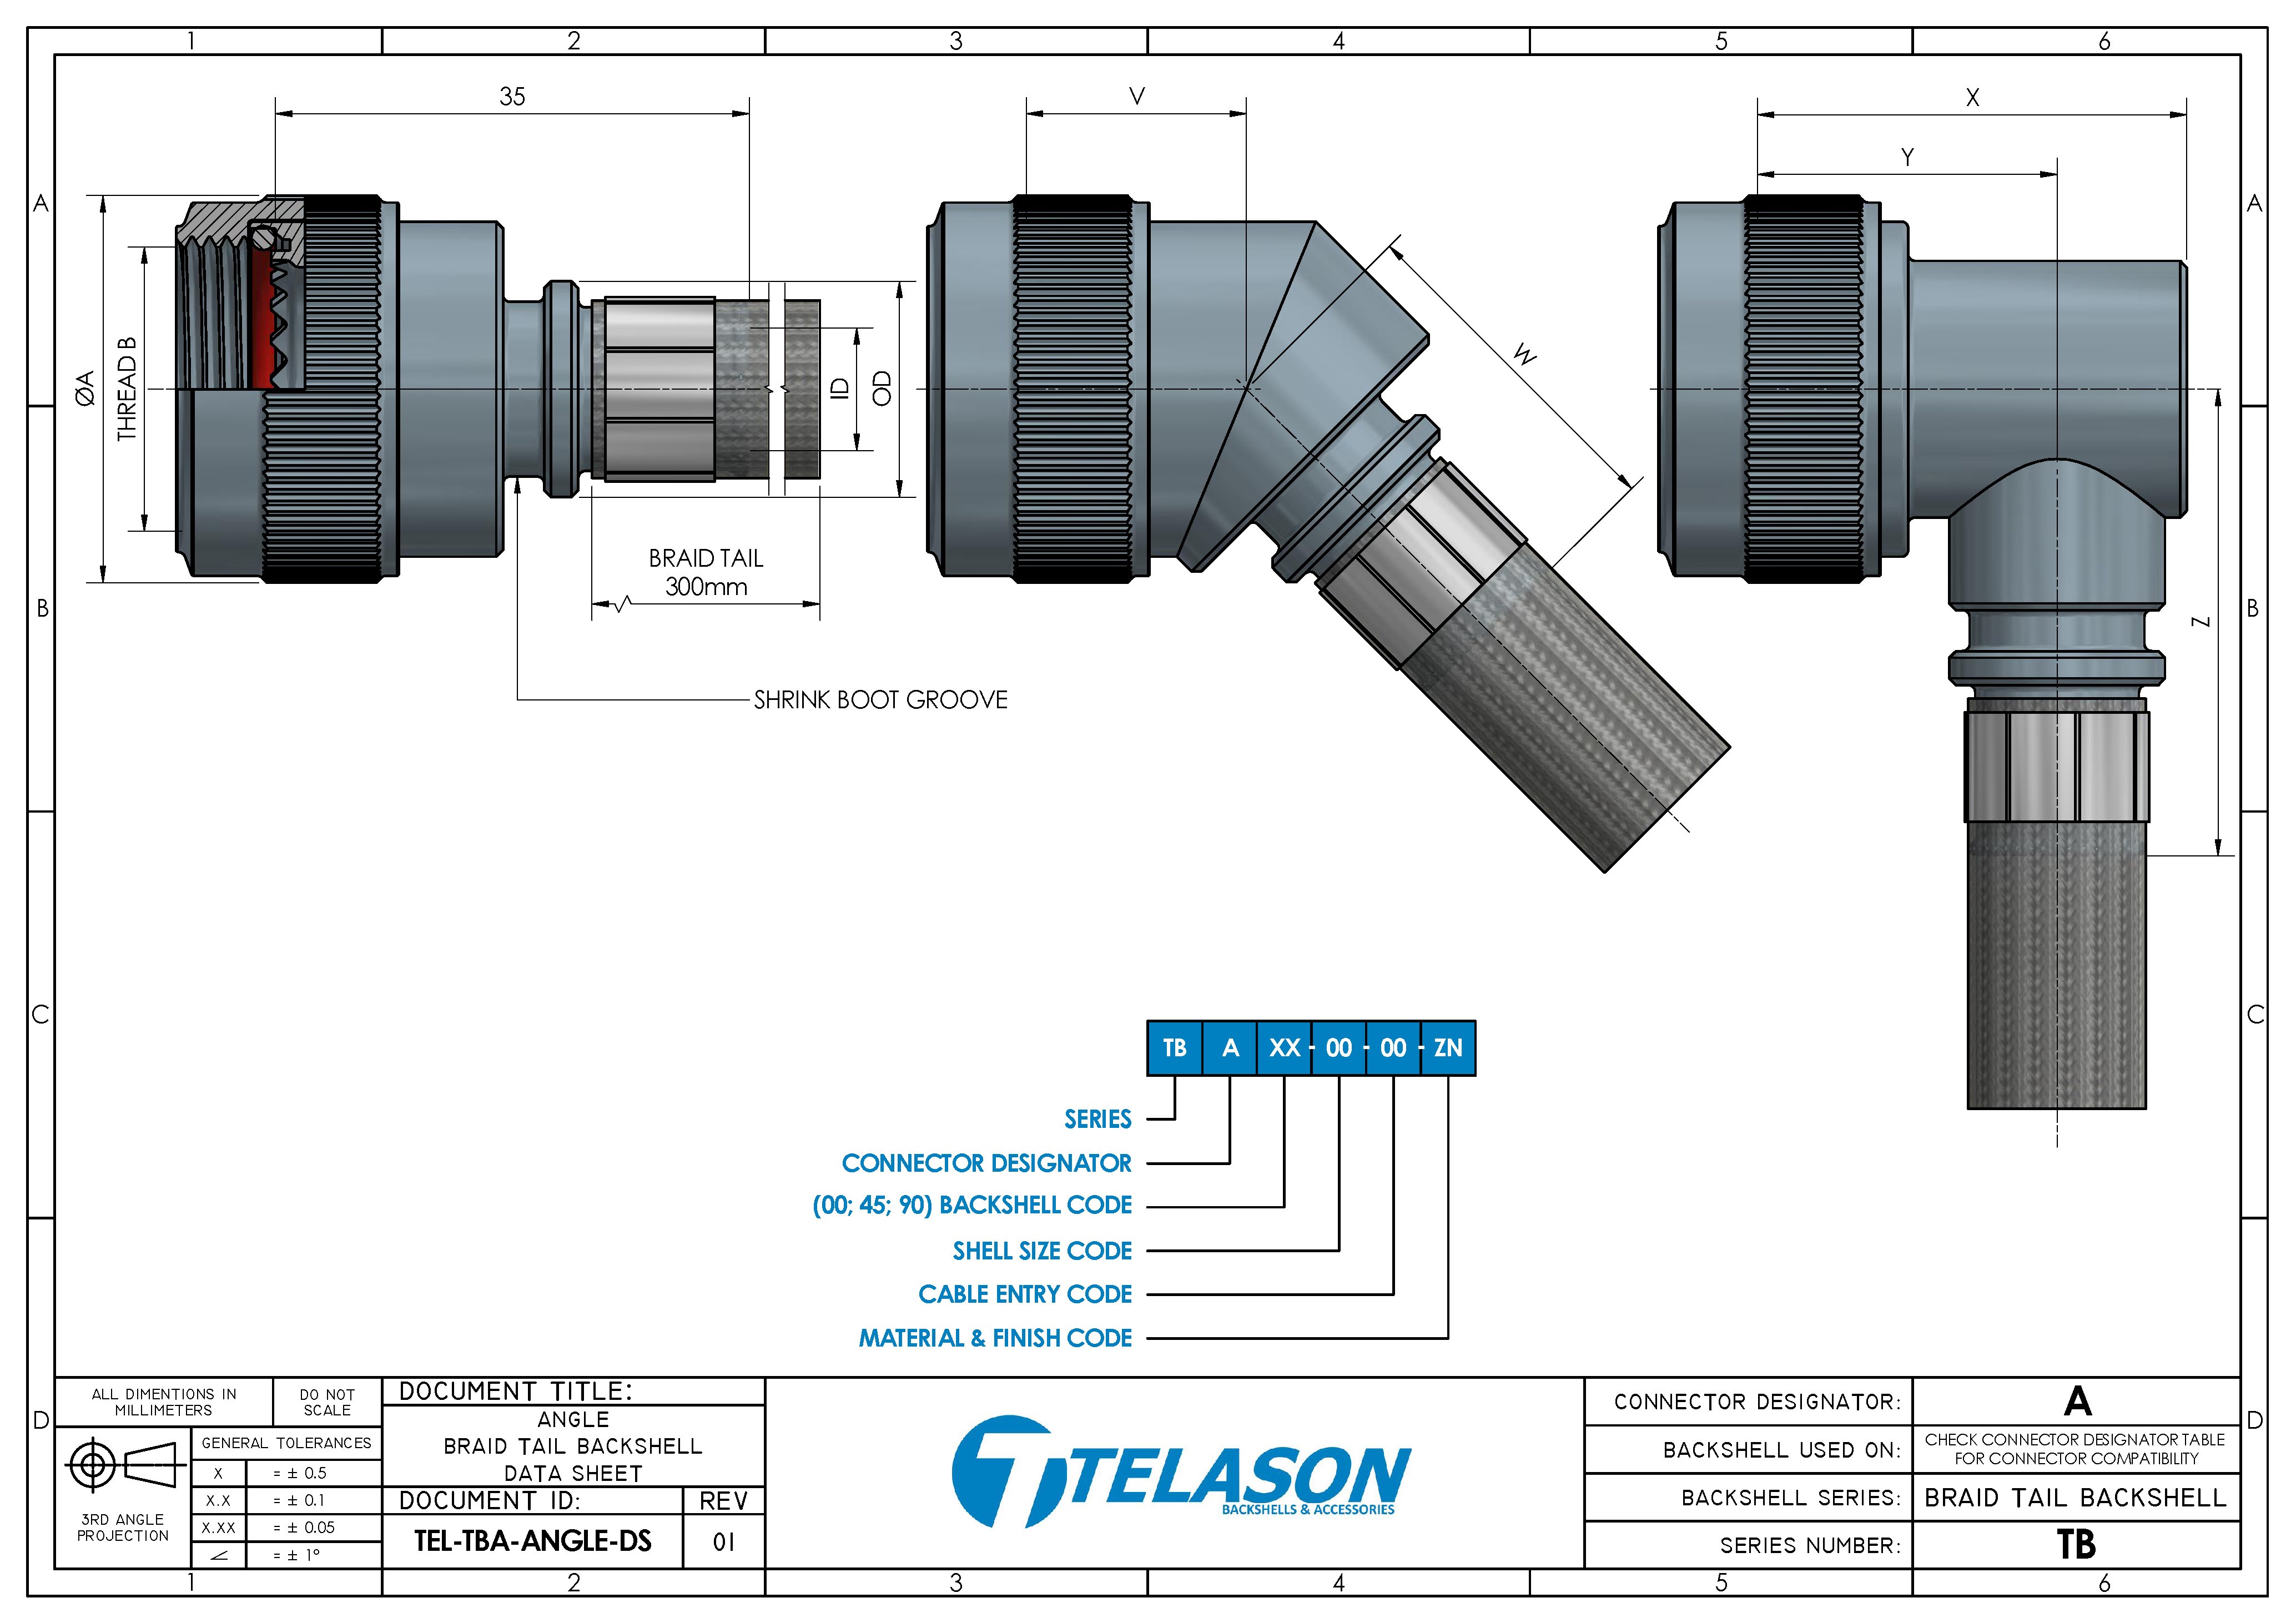 1 2 3 4 5 6
A
B
C
D
A
B
C
D
35
ØA
THREAD B
ID
OD
BRAID TAIL
300mm
SHRINK BOOT GROOVE
V
W
X
Y
Z
TB A XX - 00 - 00 - ZN
SERIES
CONNECTOR DESIGNATOR
(00; 45; 90) BACKSHELL CODE
SHELL SIZE CODE
CABLE ENTRY CODE
MATERIAL & FINISH CODE
ALL DIMENTIONS IN
MILLIMETERS
DO NOT
SCALE
3RD ANGLE
PROJECTION
GENERAL TOLERANCES
X = ± 0.5
X.X = ± 0.1
X.XX = ± 0.05
∠ = ± 1°
DOCUMENT TITLE:
ANGLE
BRAID TAIL BACKSHELL
DATA SHEET
DOCUMENT ID:
TEL-TBA-ANGLE-DS
REV
01
TELASON
BACKSHELLS & ACCESSORIES
CONNECTOR DESIGNATOR: A
BACKSHELL USED ON: CHECK CONNECTOR DESIGNATOR TABLE
FOR CONNECTOR COMPATIBILITY
BACKSHELL SERIES: BRAID TAIL BACKSHELL
SERIES NUMBER: TB
1 2 3 4 5 6